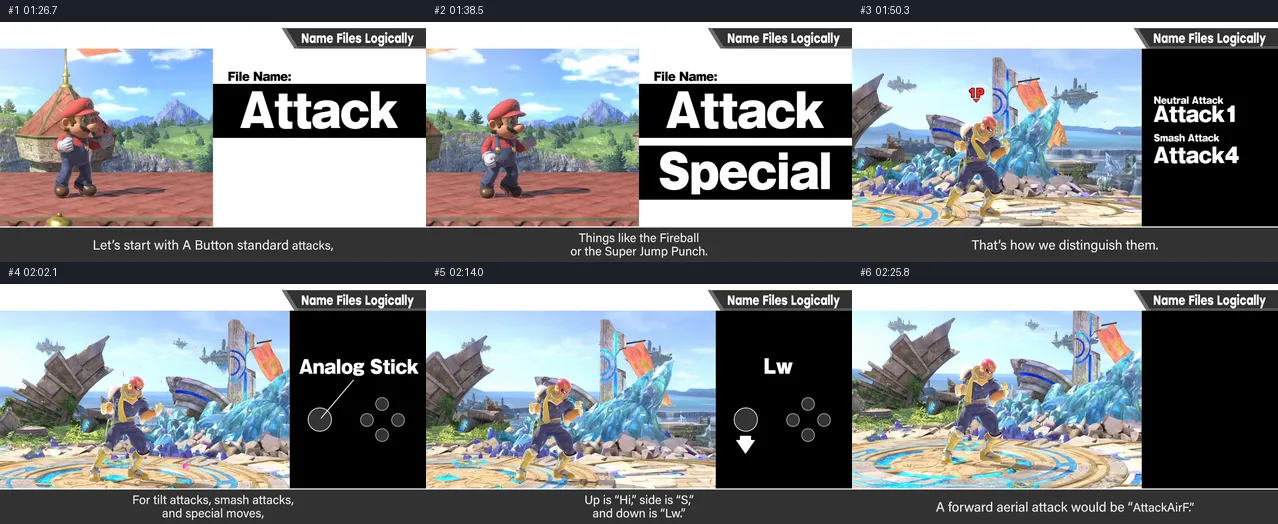 #1 01:26.7
Name Files Logically
File Name:
Attack
Let's start with A Button standard attacks,
#2 01:38.5
Name Files Logically
File Name:
Attack
Special
Things like the Fireball
or the Super Jump Punch.
#3 01:50.3
Name Files Logically
1P
Neutral Attack
Attack1
Smash Attack
Attack4
That's how we distinguish them.
#4 02:02.1
Name Files Logically
Analog Stick
For tilt attacks, smash attacks,
and special moves,
#5 02:14.0
Name Files Logically
Lw
Up is “Hi,” side is “S,”
and down is “Lw.”
#6 02:25.8
Name Files Logically
A forward aerial attack would be “AttackAirF.”